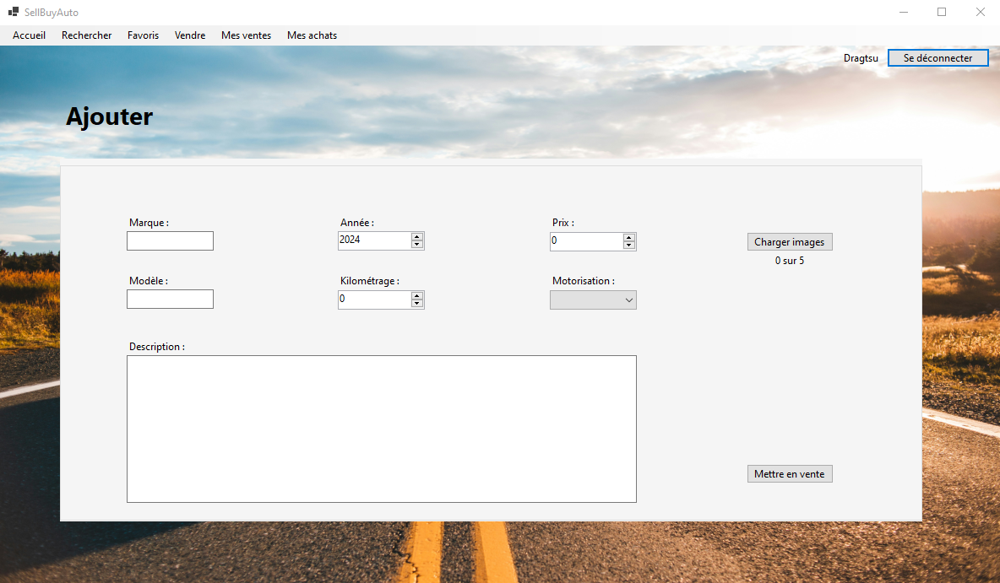 SellBuyAuto
Accueil Rechercher Favoris Vendre Mes ventes Mes achats
Dragtsu Se déconnecter
Ajouter
Marque : Année : Prix :
2024 0 Charger images
0 sur 5
Modèle : Kilométrage : Motorisation :
0
Description :
Mettre en vente